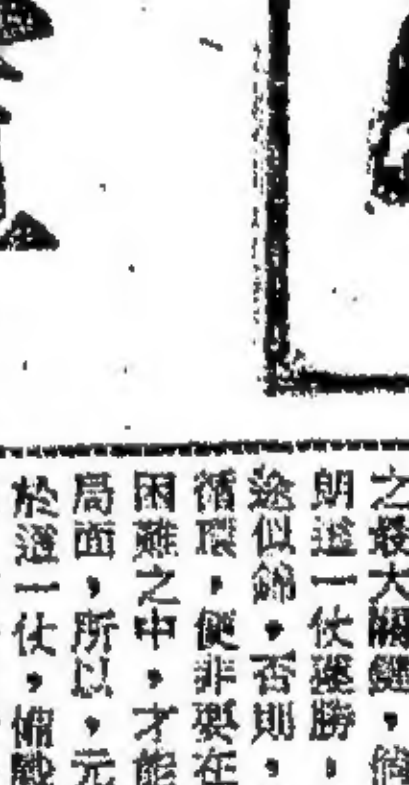 之最大關鍵，倘
朗這一仗獲勝，
途似錦，否則，
循環，便非要在
困難之中，才能
局面，所以，元
於這一仗，備戰